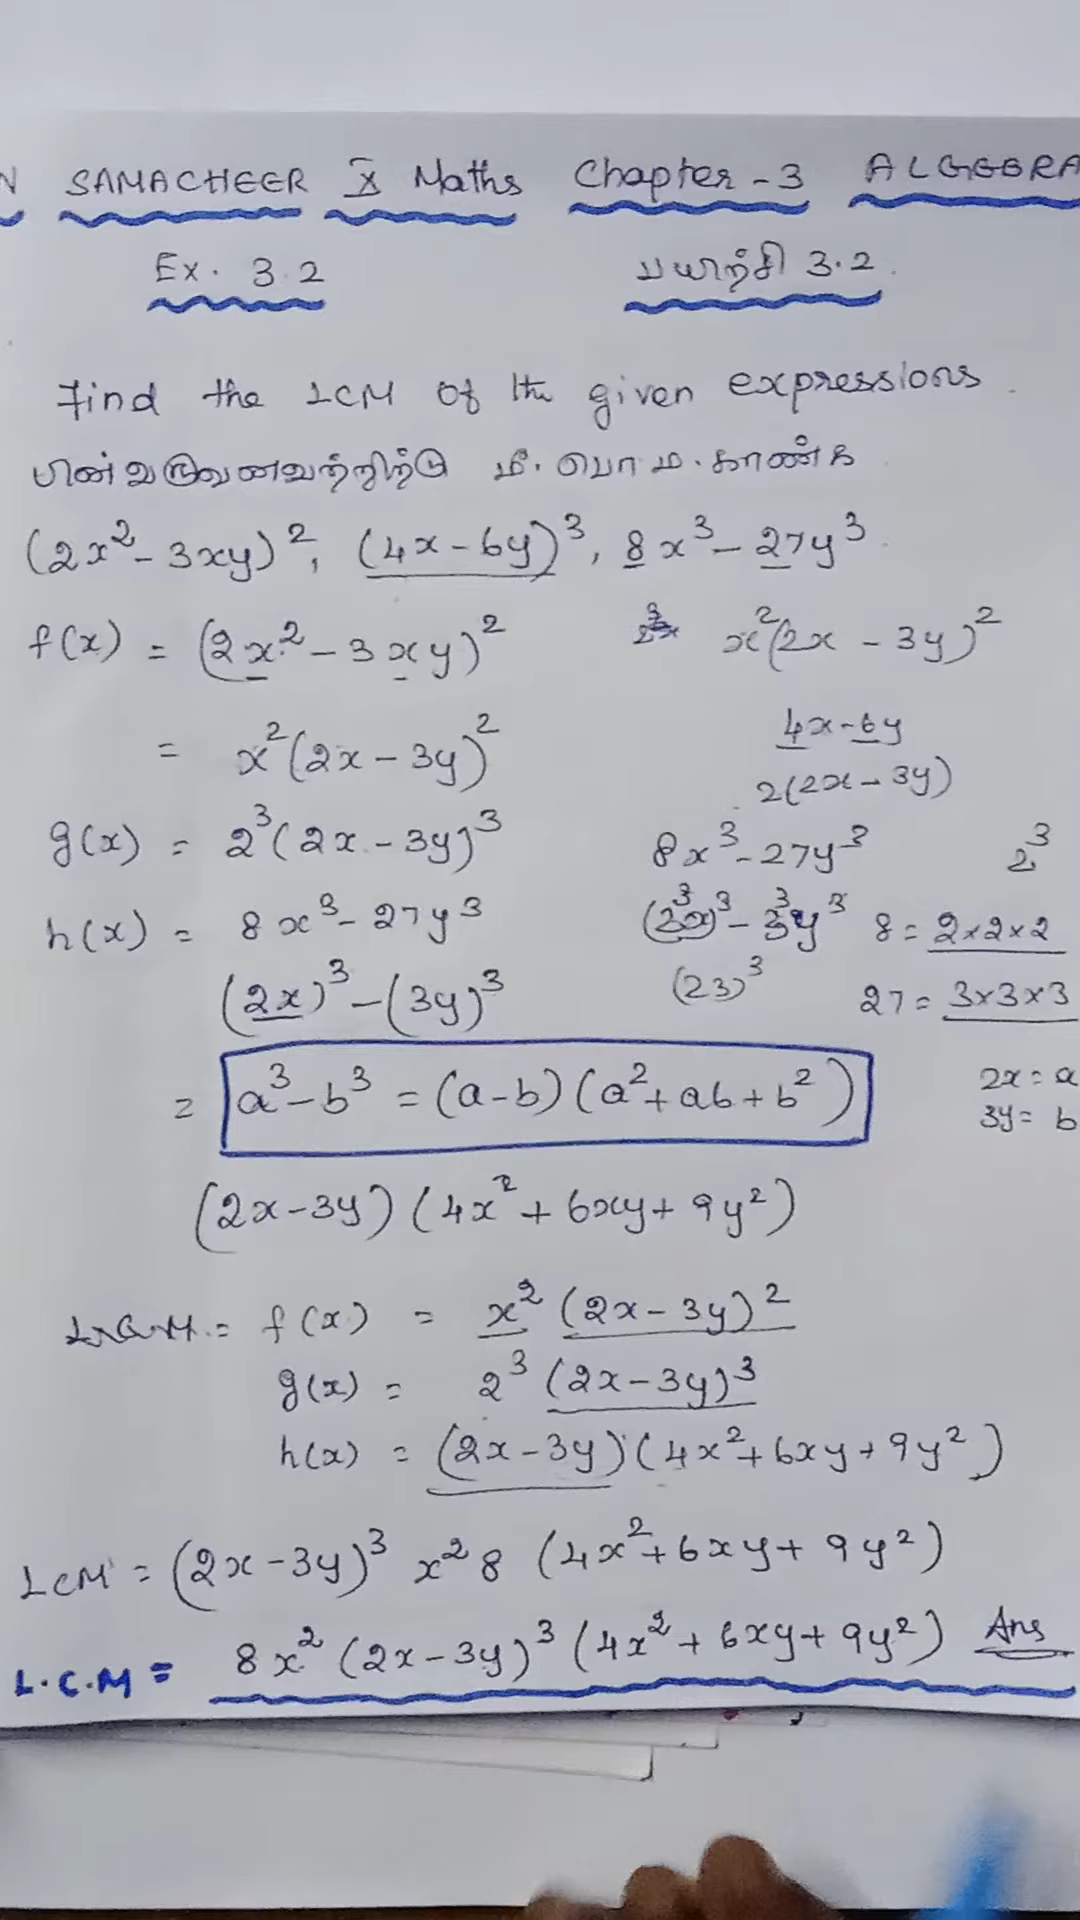 N SAMACHEER X Maths Chapter-3 ALGEBRA
Ex. 3.2 பயிற்சி 3.2
Find the LCM of the given expressions.
பின்வருவனவற்றிற்கு மீ.பொ.ம. காண்க
(2x² - 3xy)², (4x - 6y)³, 8x³ - 27y³
f(x) = (2x² - 3xy)² x²(2x - 3y)²
= x²(2x - 3y)² 4x - 6y
2(2x - 3y)
g(x) = 2³(2x - 3y)³ 8x³ - 27y³ 2³
h(x) = 8x³ - 27y³ 8 = 2×2×2
(2x)³ - (3y)³ (23)³ 27 = 3×3×3
= a³ - b³ = (a-b)(a² + ab + b²) 2x = a
3y = b
(2x-3y)(4x² + 6xy + 9y²)
L.C.M. = f(x) = x²(2x - 3y)²
g(x) = 2³(2x - 3y)³
h(x) = (2x - 3y)(4x² + 6xy + 9y²)
LCM = (2x - 3y)³ x² 8 (4x² + 6xy + 9y²)
L.C.M = 8x²(2x - 3y)³(4x² + 6xy + 9y²) Ans